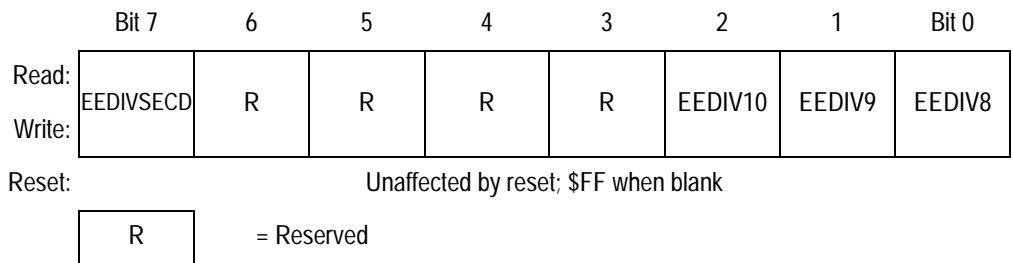 Bit 7 6 5 4 3 2 1 Bit 0
Read:
EEDIVSECD R R R R EEDIV10 EEDIV9 EEDIV8
Write:
Reset: Unaffected by reset; $FF when blank
R = Reserved